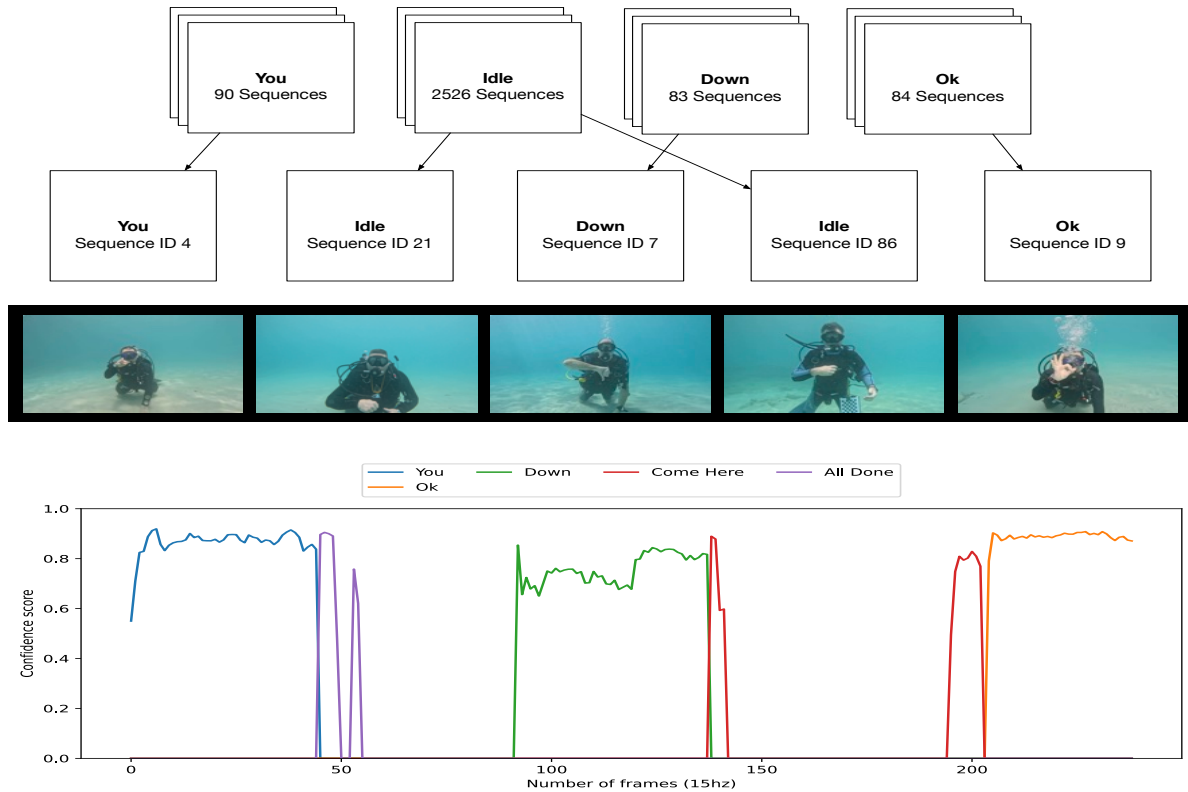 You
90 Sequences
Idle
2526 Sequences
Down
83 Sequences
Ok
84 Sequences
You
Sequence ID 4
Idle
Sequence ID 21
Down
Sequence ID 7
Idle
Sequence ID 86
Ok
Sequence ID 9
You
Down
Come Here
All Done
Ok
1.0
0.8
0.6
0.4
0.2
0.0
Confidence score
0
50
100
150
200
Number of frames (15hz)